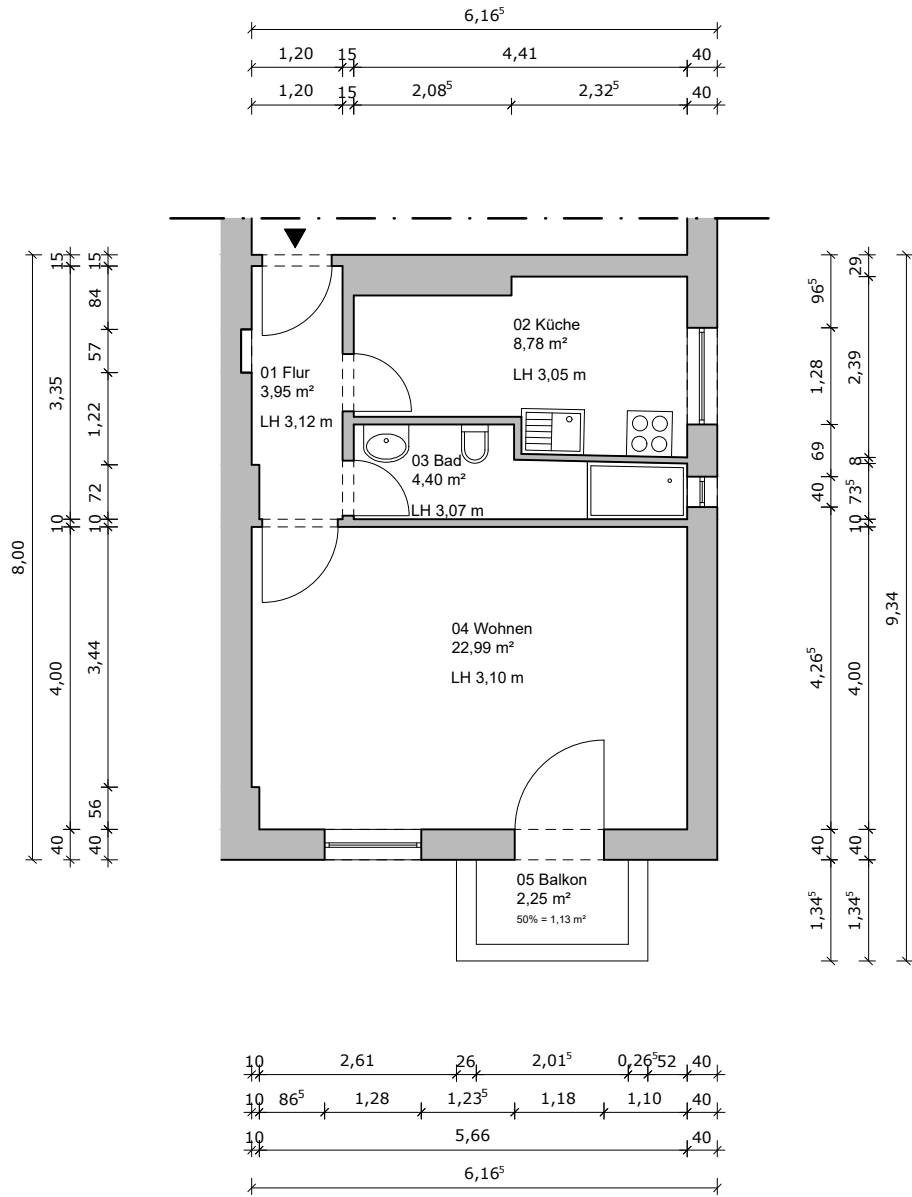 6,16⁵
1,20 15 4,41 40
1,20 15 2,08⁵ 2,32⁵ 40
8,00
15 3,35 10 4,00 40
15 84 57 1,22 72 10 3,44 56 40
01 Flur
3,95 m²
LH 3,12 m
02 Küche
8,78 m²
LH 3,05 m
03 Bad
4,40 m²
LH 3,07 m
04 Wohnen
22,99 m²
LH 3,10 m
05 Balkon
2,25 m²
50% = 1,13 m²
96⁵ 1,28 69 40 4,26⁵ 40 1,34⁵
29 2,39 8 73⁵ 10 4,00 40 1,34⁵
9,34
10 2,61 26 2,01⁵ 0,26⁵ 52 40
10 86⁵ 1,28 1,23⁵ 1,18 1,10 40
10 5,66 40
6,16⁵